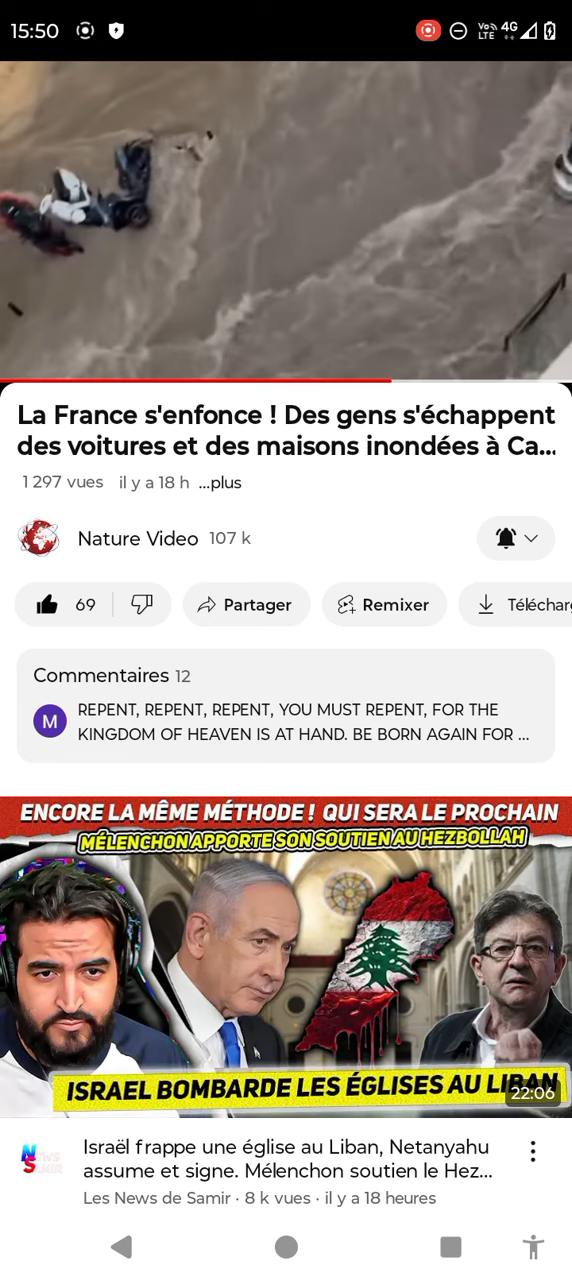 15:50
Vo LTE 4G
La France s'enfonce ! Des gens s'échappent
des voitures et des maisons inondées à Ca...
1 297 vues il y a 18 h ...plus
Nature Video 107 k
69 Partager Remixer Télécharg
Commentaires 12
M
REPENT, REPENT, REPENT, YOU MUST REPENT, FOR THE
KINGDOM OF HEAVEN IS AT HAND. BE BORN AGAIN FOR ...
ENCORE LA MÊME MÉTHODE ! QUI SERA LE PROCHAIN
MÉLENCHON APPORTE SON SOUTIEN AU HEZBOLLAH
ISRAEL BOMBARDE LES ÉGLISES AU LIBAN
22:06
NEWS SAMIR
Israël frappe une église au Liban, Netanyahu
assume et signe. Mélenchon soutien le Hez...
Les News de Samir · 8 k vues · il y a 18 heures